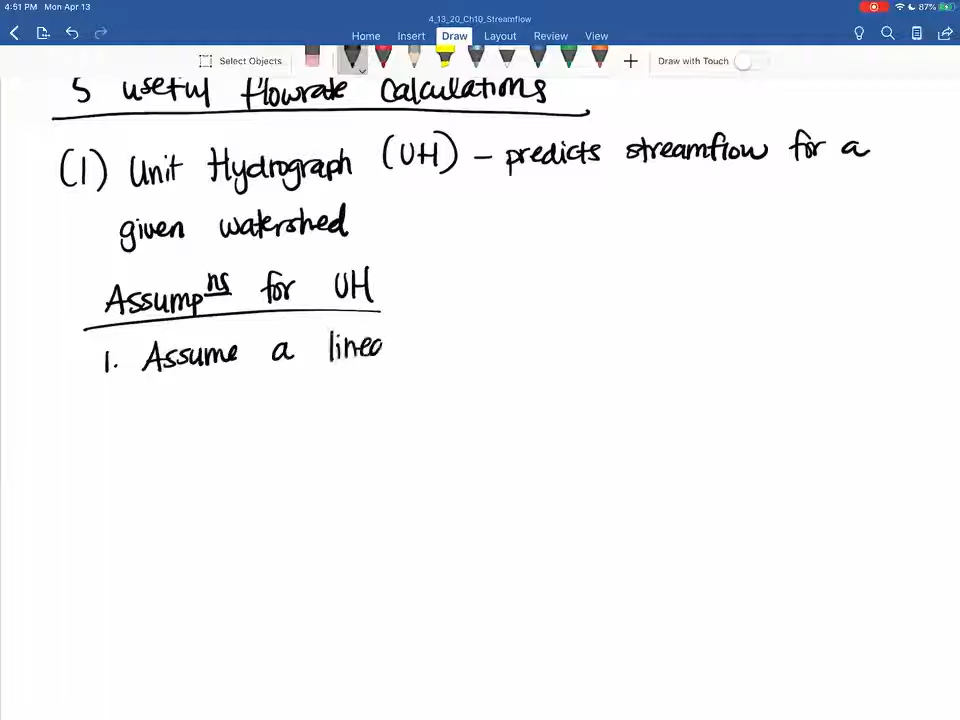 4:51 PM Mon Apr 13
87%
4_13_20_Ch10_Streamflow
Home Insert Draw Layout Review View
Select Objects
Draw with Touch
5 useful flowrate calculations
(1) Unit Hydrograph (UH) – predicts streamflow for a
given watershed
Assumpns for UH
1. Assume a linea